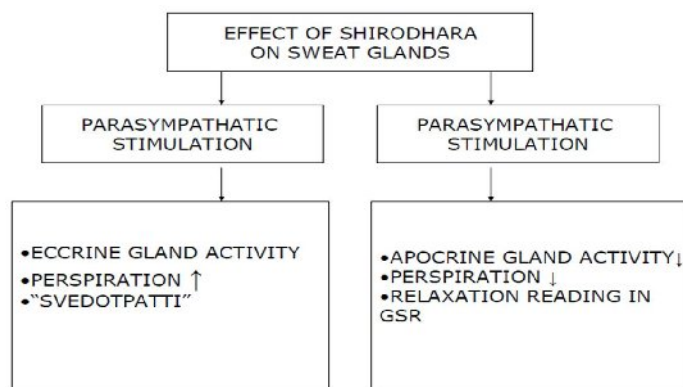 EFFECT OF SHIRODHARA
ON SWEAT GLANDS
PARASYMPATHATIC
STIMULATION
PARASYMPATHATIC
STIMULATION
•ECCRINE GLAND ACTIVITY
•PERSPIRATION ↑
•“SVEDOTPATTI”
•APOCRINE GLAND ACTIVITY↓
•PERSPIRATION ↓
•RELAXATION READING IN
GSR